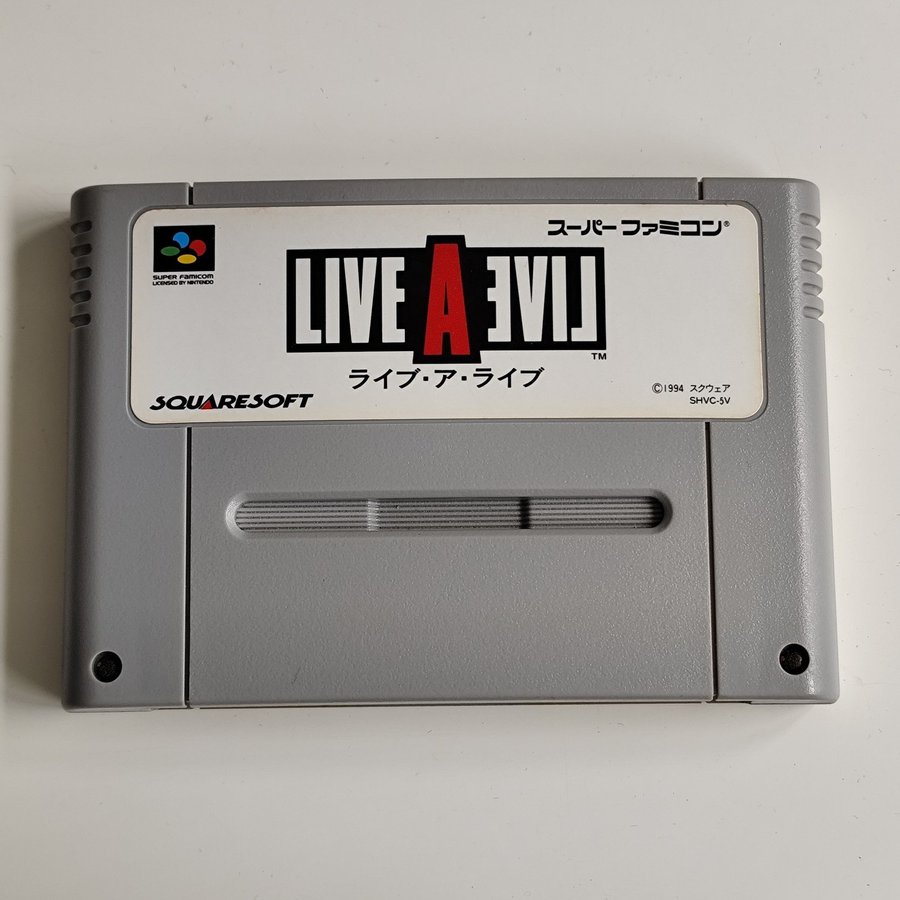 スーパーファミコン®
SUPER FAMICOM
LICENSED BY NINTENDO
LIVE A EVIL
TM
ライブ・ア・ライブ
SQUARESOFT
©1994 スクウェア
SHVC-5V